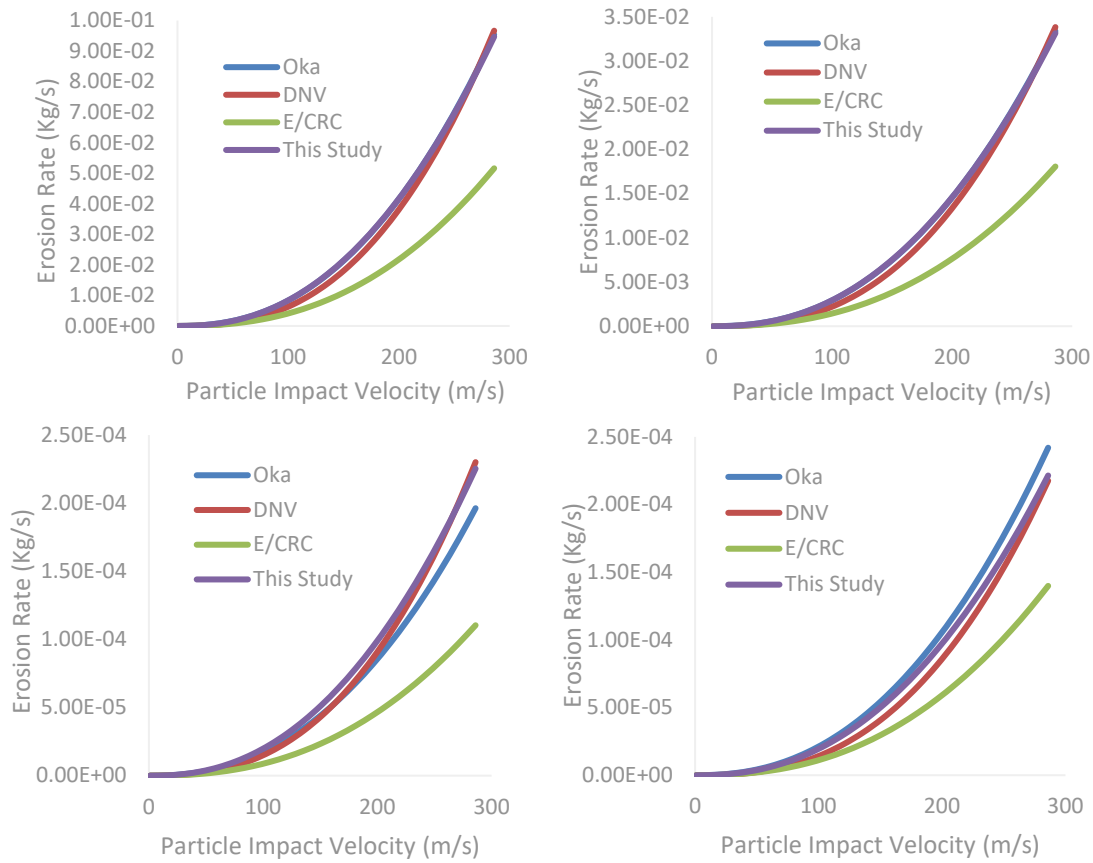 1.00E-01
9.00E-02
8.00E-02
7.00E-02
6.00E-02
5.00E-02
4.00E-02
3.00E-02
2.00E-02
1.00E-02
0.00E+00
Erosion Rate (Kg/s)
Oka
DNV
E/CRC
This Study
0 100 200 300
Particle Impact Velocity (m/s)
3.50E-02
3.00E-02
2.50E-02
2.00E-02
1.50E-02
1.00E-02
5.00E-03
0.00E+00
Erosion Rate (Kg/s)
Oka
DNV
E/CRC
This Study
0 100 200 300
Particle Impact Velocity (m/s)
2.50E-04
2.00E-04
1.50E-04
1.00E-04
5.00E-05
0.00E+00
Erosion Rate (Kg/s)
Oka
DNV
E/CRC
This Study
0 100 200 300
Particle Impact Velocity (m/s)
2.50E-04
2.00E-04
1.50E-04
1.00E-04
5.00E-05
0.00E+00
Erosion Rate (Kg/s)
Oka
DNV
E/CRC
This Study
0 100 200 300
Particle Impact Velocity (m/s)